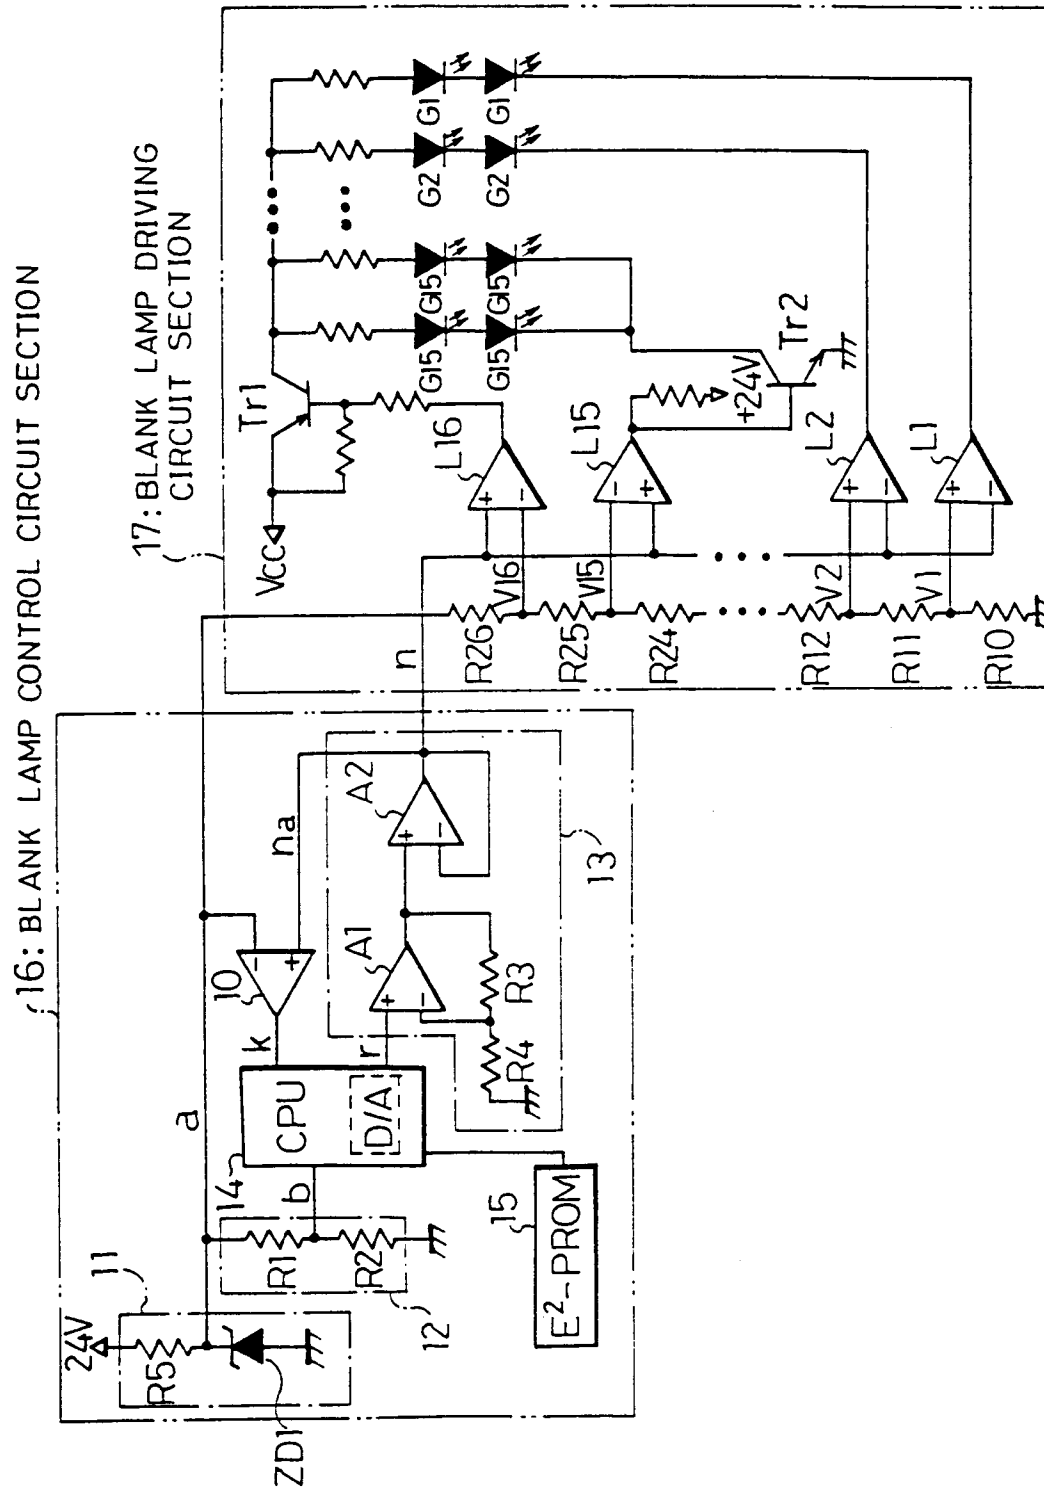 16: BLANK LAMP CONTROL CIRCUIT SECTION
17: BLANK LAMP DRIVING
CIRCUIT SECTION
24V
11
R5
ZD1
a
R1
R2
12
b
14
CPU
D/A
k
r
10
na
A1
A2
R3
R4
13
15
E²-PROM
n
VCC
Tr1
R26
V16
R25
V15
R24
R12
V2
R11
V1
R10
L16
L15
+24V
Tr2
L2
L1
G15
G15
G15
G15
G2
G2
G1
G1
+
−
+
−
+
−
+
−
−
+
+
−
+
−